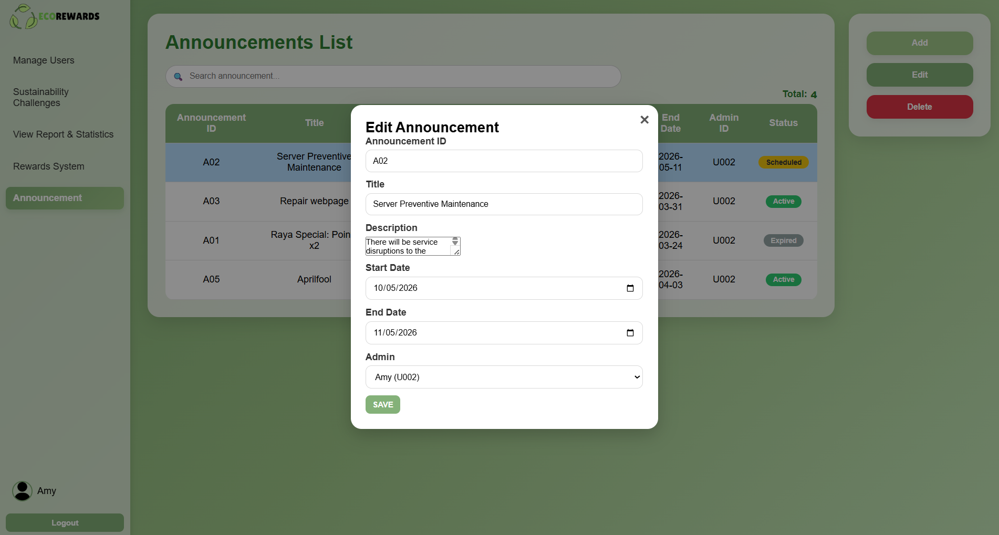 ECOREWARDS
Manage Users
Sustainability
Challenges
View Report & Statistics
Rewards System
Announcement
Amy
Logout
Announcements List
Search announcement...
Total: 4
Announcement
ID
Title
End
Date
Admin
ID
Status
A02
Server Preventive
Maintenance
2026-
05-11
U002
Scheduled
A03
Repair webpage
2026-
03-31
U002
Active
A01
Raya Special: Poin
x2
2026-
03-24
U002
Expired
A05
Aprilfool
2026-
04-03
U002
Active
Add
Edit
Delete
Edit Announcement
Announcement ID
A02
Title
Server Preventive Maintenance
Description
There will be service
disruptions to the
Start Date
10/05/2026
End Date
11/05/2026
Admin
Amy (U002)
SAVE